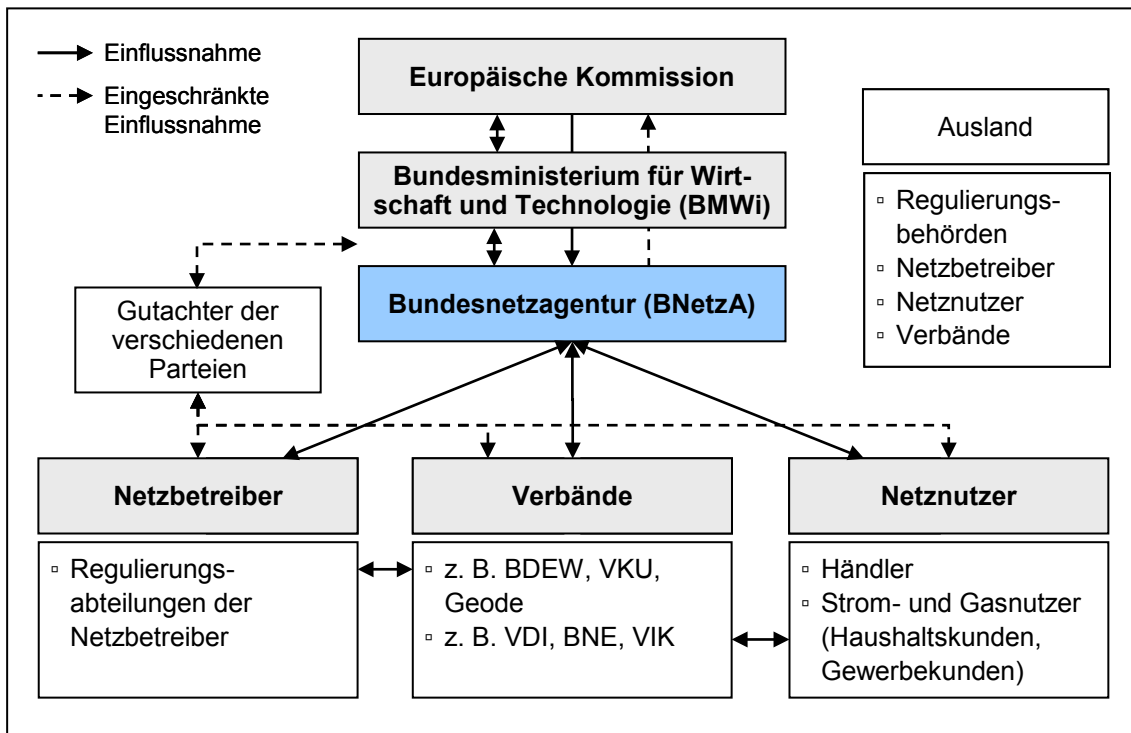 Einflussnahme
Eingeschränkte
Einflussnahme
Europäische Kommission
Bundesministerium für Wirt-
schaft und Technologie (BMWi)
Bundesnetzagentur (BNetzA)
Ausland
▫ Regulierungs-
behörden
▫ Netzbetreiber
▫ Netznutzer
▫ Verbände
Gutachter der
verschiedenen
Parteien
Netzbetreiber
▫ Regulierungs-
abteilungen der
Netzbetreiber
Verbände
▫ z. B. BDEW, VKU,
Geode
▫ z. B. VDI, BNE, VIK
Netznutzer
▫ Händler
▫ Strom- und Gasnutzer
(Haushaltskunden,
Gewerbekunden)